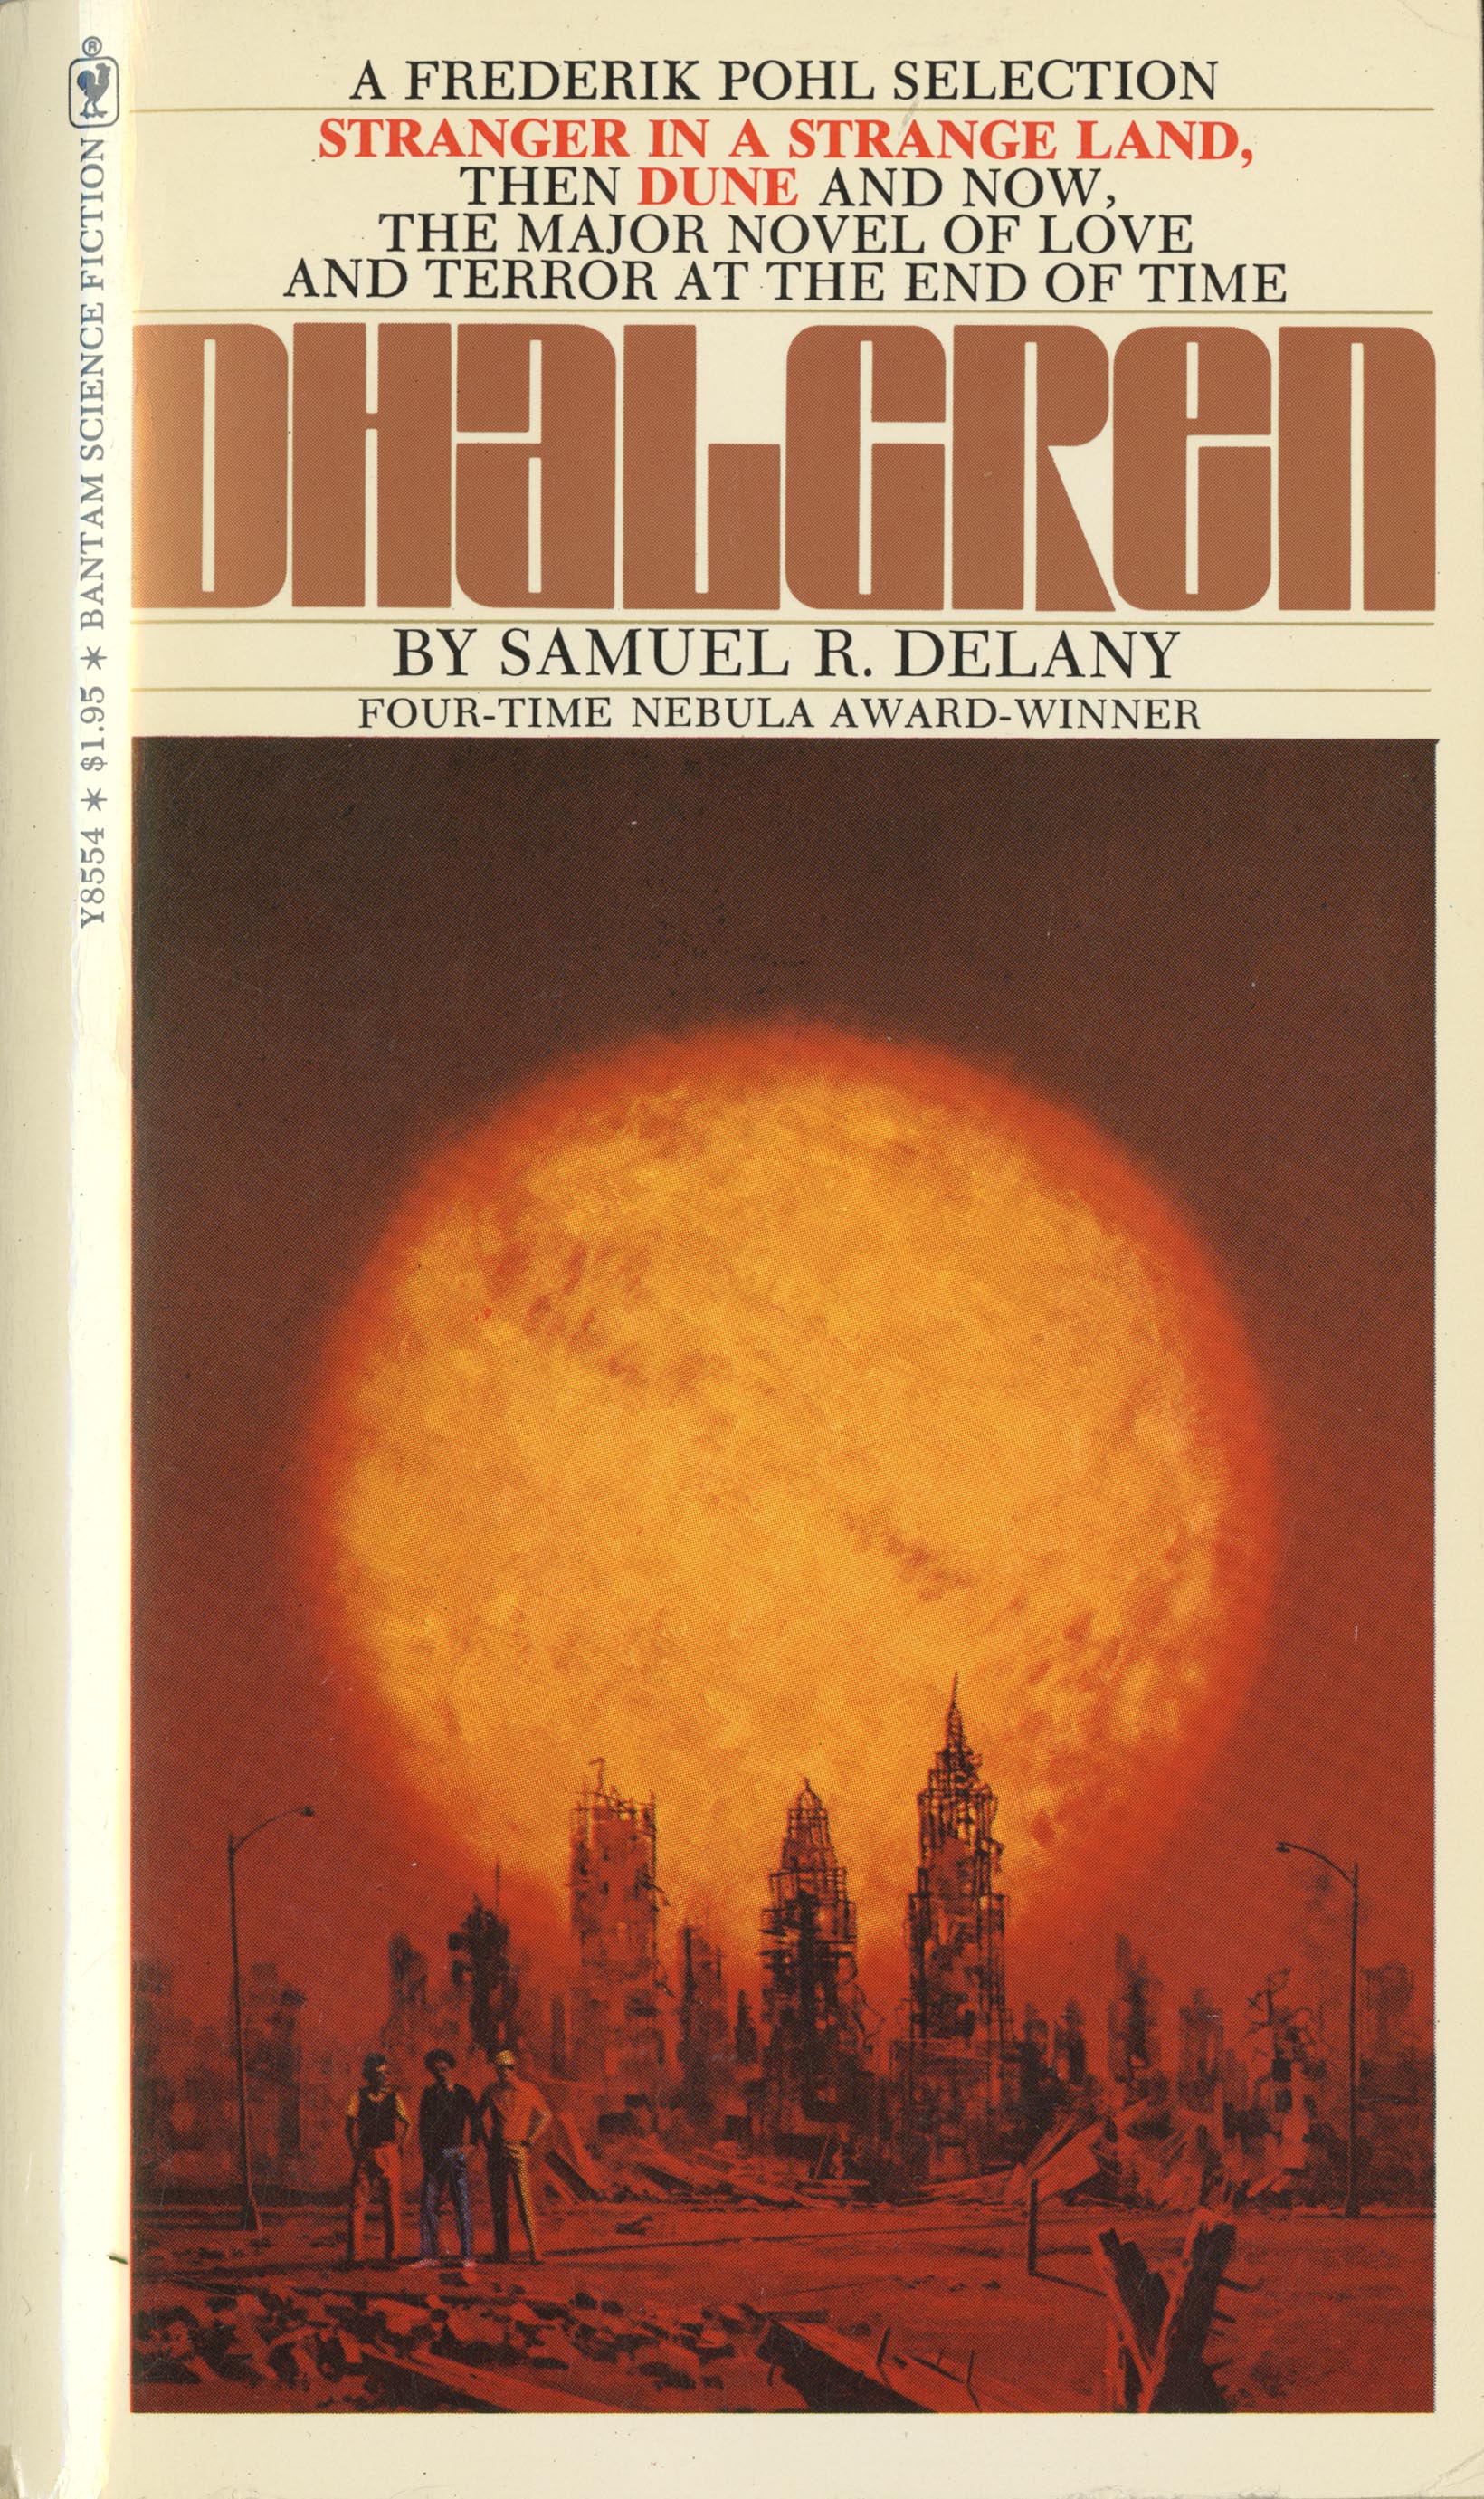 A FREDERIK POHL SELECTION
STRANGER IN A STRANGE LAND,
THEN DUNE AND NOW,
THE MAJOR NOVEL OF LOVE
AND TERROR AT THE END OF TIME
DHALGREN
BY SAMUEL R. DELANY
FOUR-TIME NEBULA AWARD-WINNER
Y8554 * $1.95 * BANTAM SCIENCE FICTION ®